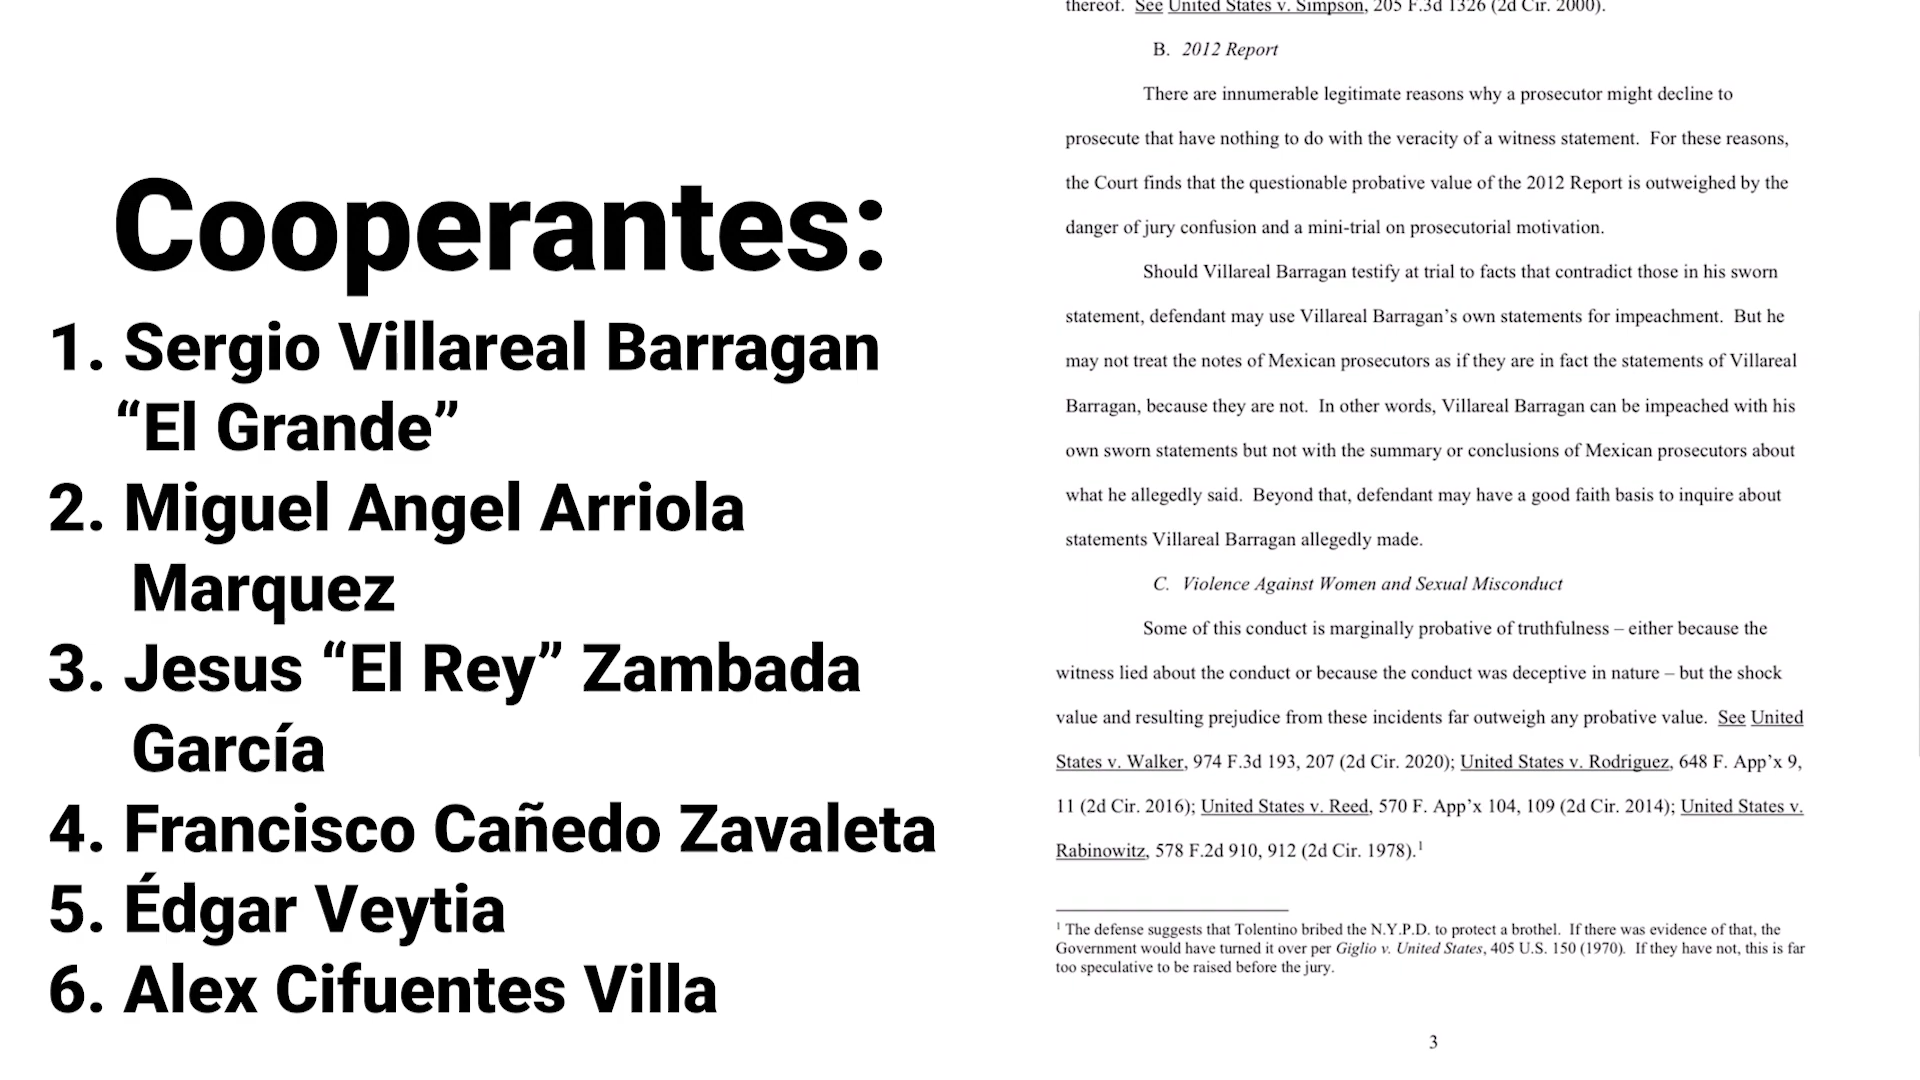 Cooperantes:
1. Sergio Villareal Barragan
“El Grande”
2. Miguel Angel Arriola
Marquez
3. Jesus “El Rey” Zambada
García
4. Francisco Cañedo Zavaleta
5. Édgar Veytia
6. Alex Cifuentes Villa
thereof. See United States v. Simpson, 205 F.3d 1326 (2d Cir. 2000).
B. 2012 Report
There are innumerable legitimate reasons why a prosecutor might decline to
prosecute that have nothing to do with the veracity of a witness statement. For these reasons,
the Court finds that the questionable probative value of the 2012 Report is outweighed by the
danger of jury confusion and a mini-trial on prosecutorial motivation.
Should Villareal Barragan testify at trial to facts that contradict those in his sworn
statement, defendant may use Villareal Barragan’s own statements for impeachment. But he
may not treat the notes of Mexican prosecutors as if they are in fact the statements of Villareal
Barragan, because they are not. In other words, Villareal Barragan can be impeached with his
own sworn statements but not with the summary or conclusions of Mexican prosecutors about
what he allegedly said. Beyond that, defendant may have a good faith basis to inquire about
statements Villareal Barragan allegedly made.
C. Violence Against Women and Sexual Misconduct
Some of this conduct is marginally probative of truthfulness – either because the
witness lied about the conduct or because the conduct was deceptive in nature – but the shock
value and resulting prejudice from these incidents far outweigh any probative value. See United
States v. Walker, 974 F.3d 193, 207 (2d Cir. 2020); United States v. Rodriguez, 648 F. App’x 9,
11 (2d Cir. 2016); United States v. Reed, 570 F. App’x 104, 109 (2d Cir. 2014); United States v.
Rabinowitz, 578 F.2d 910, 912 (2d Cir. 1978).1
1 The defense suggests that Tolentino bribed the N.Y.P.D. to protect a brothel. If there was evidence of that, the
Government would have turned it over per Giglio v. United States, 405 U.S. 150 (1970). If they have not, this is far
too speculative to be raised before the jury.
3